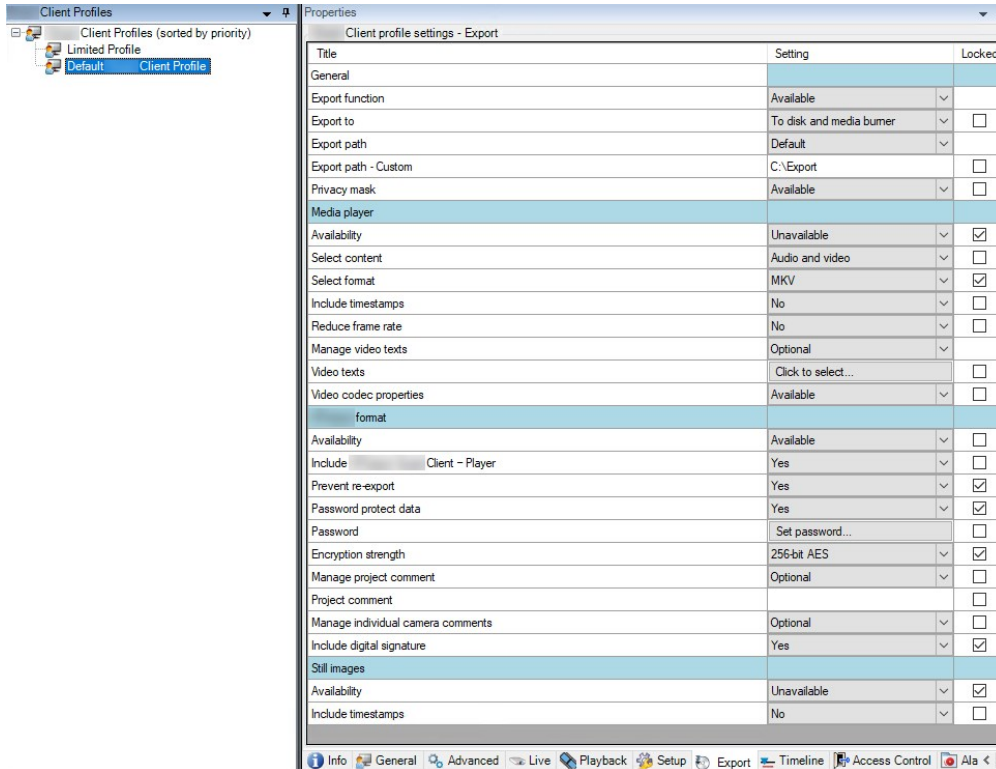 Client Profiles
Client Profiles (sorted by priority)
Limited Profile
Default Client Profile
Properties
Client profile settings - Export
Title Setting Locked
General
Export function Available
Export to To disk and media burner
Export path Default
Export path - Custom C:\Export
Privacy mask Available
Media player
Availability Unavailable
Select content Audio and video
Select format MKV
Include timestamps No
Reduce frame rate No
Manage video texts Optional
Video texts Click to select...
Video codec properties Available
format
Availability Available
Include Client – Player Yes
Prevent re-export Yes
Password protect data Yes
Password Set password...
Encryption strength 256-bit AES
Manage project comment Optional
Project comment
Manage individual camera comments Optional
Include digital signature Yes
Still images
Availability Unavailable
Include timestamps No
Info General Advanced Live Playback Setup Export Timeline Access Control Ala